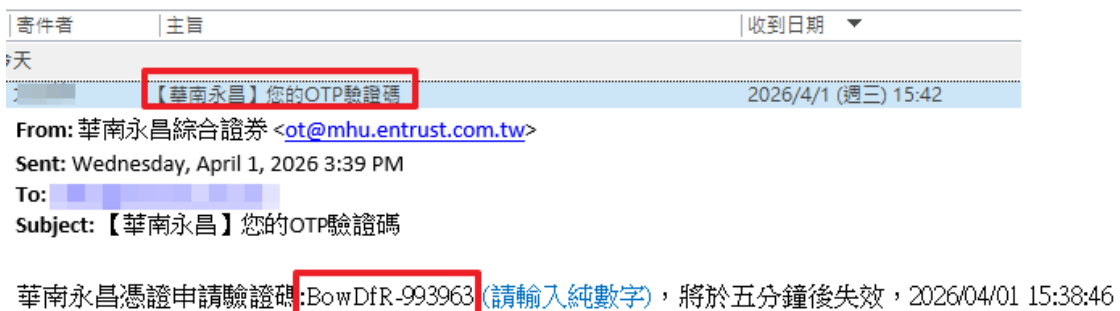 寄件者 主旨 收到日期 ▼
天
【華南永昌】您的OTP驗證碼 2026/4/1 (週三) 15:42
From: 華南永昌綜合證券 <ot@mhu.entrust.com.tw>
Sent: Wednesday, April 1, 2026 3:39 PM
To:
Subject: 【華南永昌】您的OTP驗證碼
華南永昌憑證申請驗證碼:BowDfR-993963 (請輸入純數字)，將於五分鐘後失效，2026/04/01 15:38:46